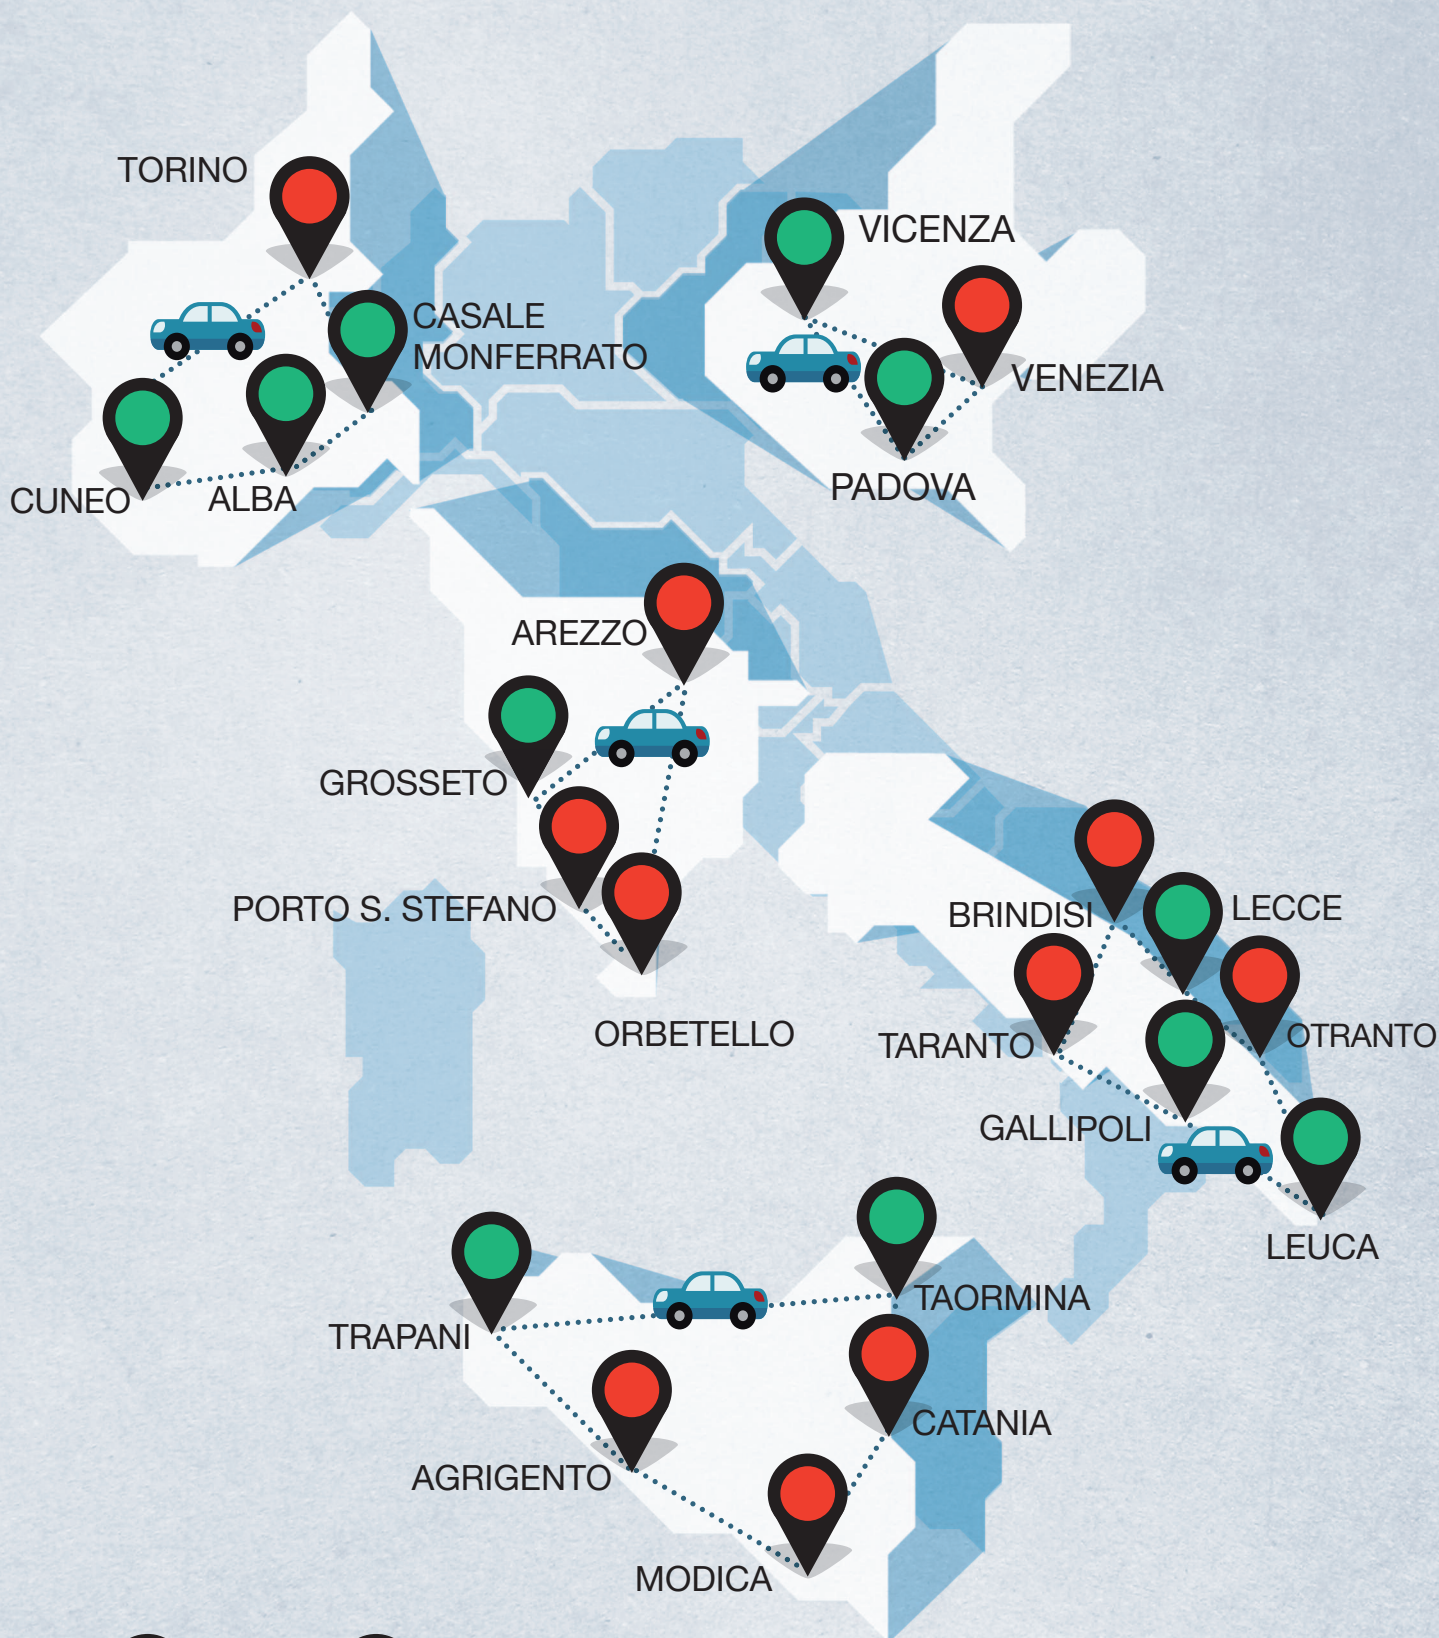 TORINO
VICENZA
CASALE
MONFERRATO
VENEZIA
CUNEO
ALBA
PADOVA
AREZZO
GROSSETO
PORTO S. STEFANO
BRINDISI
LECCE
ORBETELLO
TARANTO
OTRANTO
GALLIPOLI
LEUCA
TAORMINA
TRAPANI
CATANIA
AGRIGENTO
MODICA